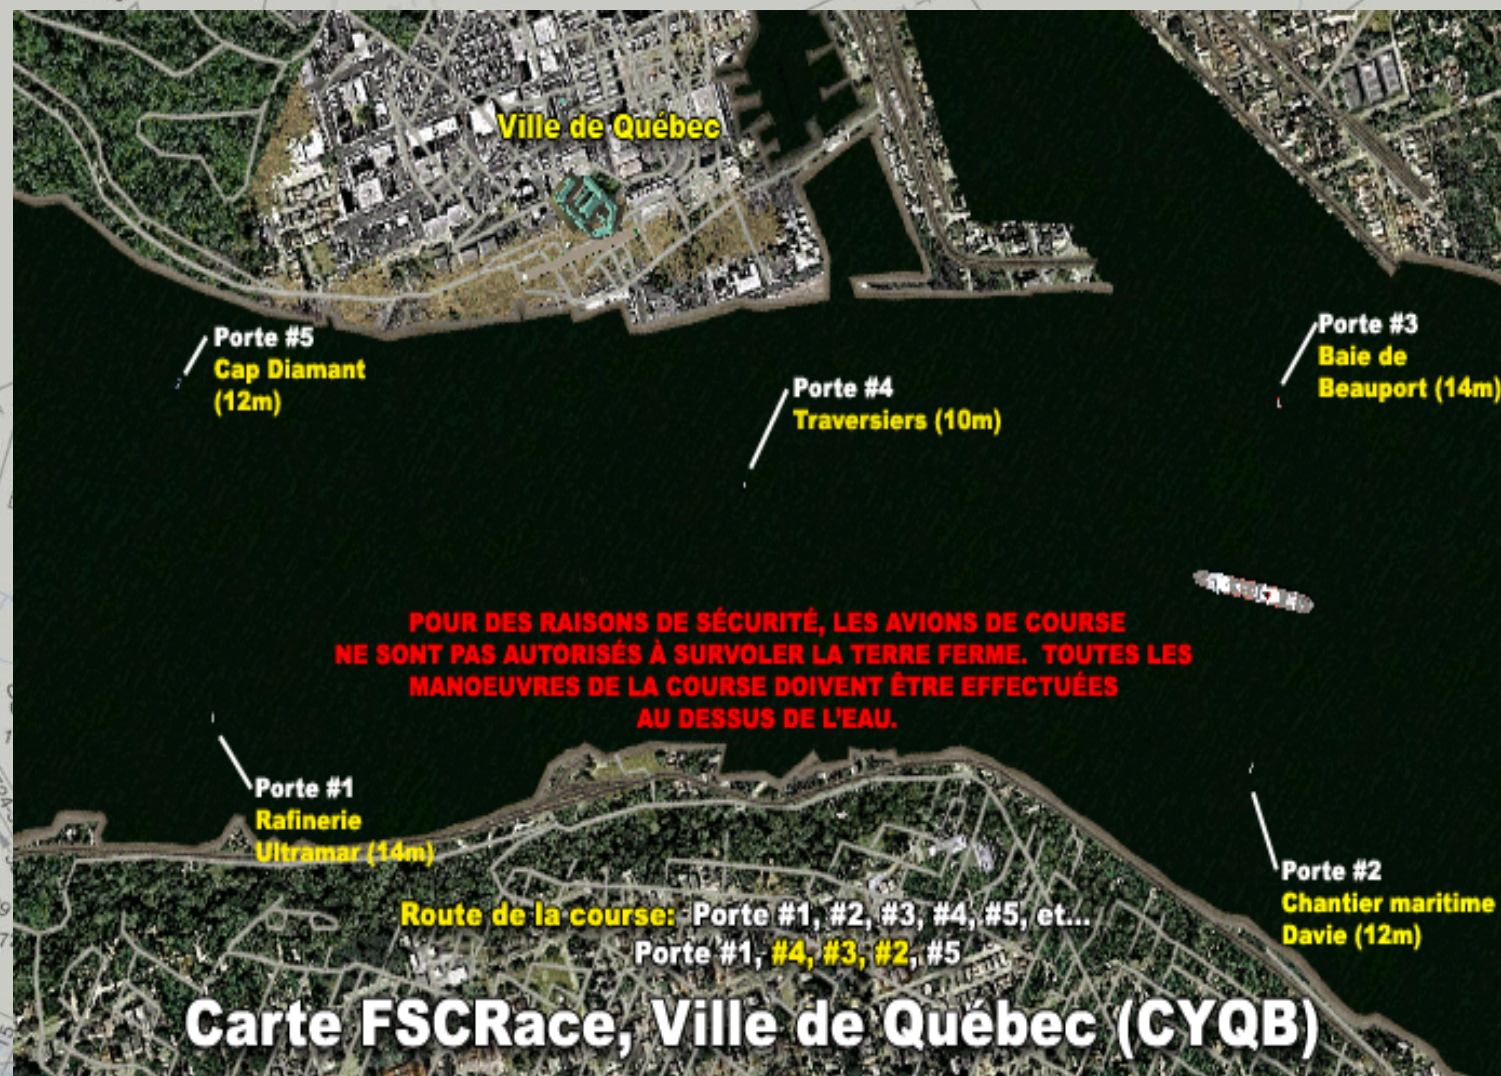 Ville de Québec
Porte #5
Cap Diamant
(12m)
Porte #4
Traversiers (10m)
Porte #3
Baie de
Beauport (14m)
POUR DES RAISONS DE SÉCURITÉ, LES AVIONS DE COURSE
NE SONT PAS AUTORISÉS À SURVOLER LA TERRE FERME. TOUTES LES
MANOEUVRES DE LA COURSE DOIVENT ÊTRE EFFECTUÉES
AU DESSUS DE L'EAU.
Porte #1
Rafinerie
Ultramar (14m)
Porte #2
Chantier maritime
Davie (12m)
Route de la course: Porte #1, #2, #3, #4, #5, et...
Porte #1, #4, #3, #2, #5
Carte FSCRace, Ville de Québec (CYQB)